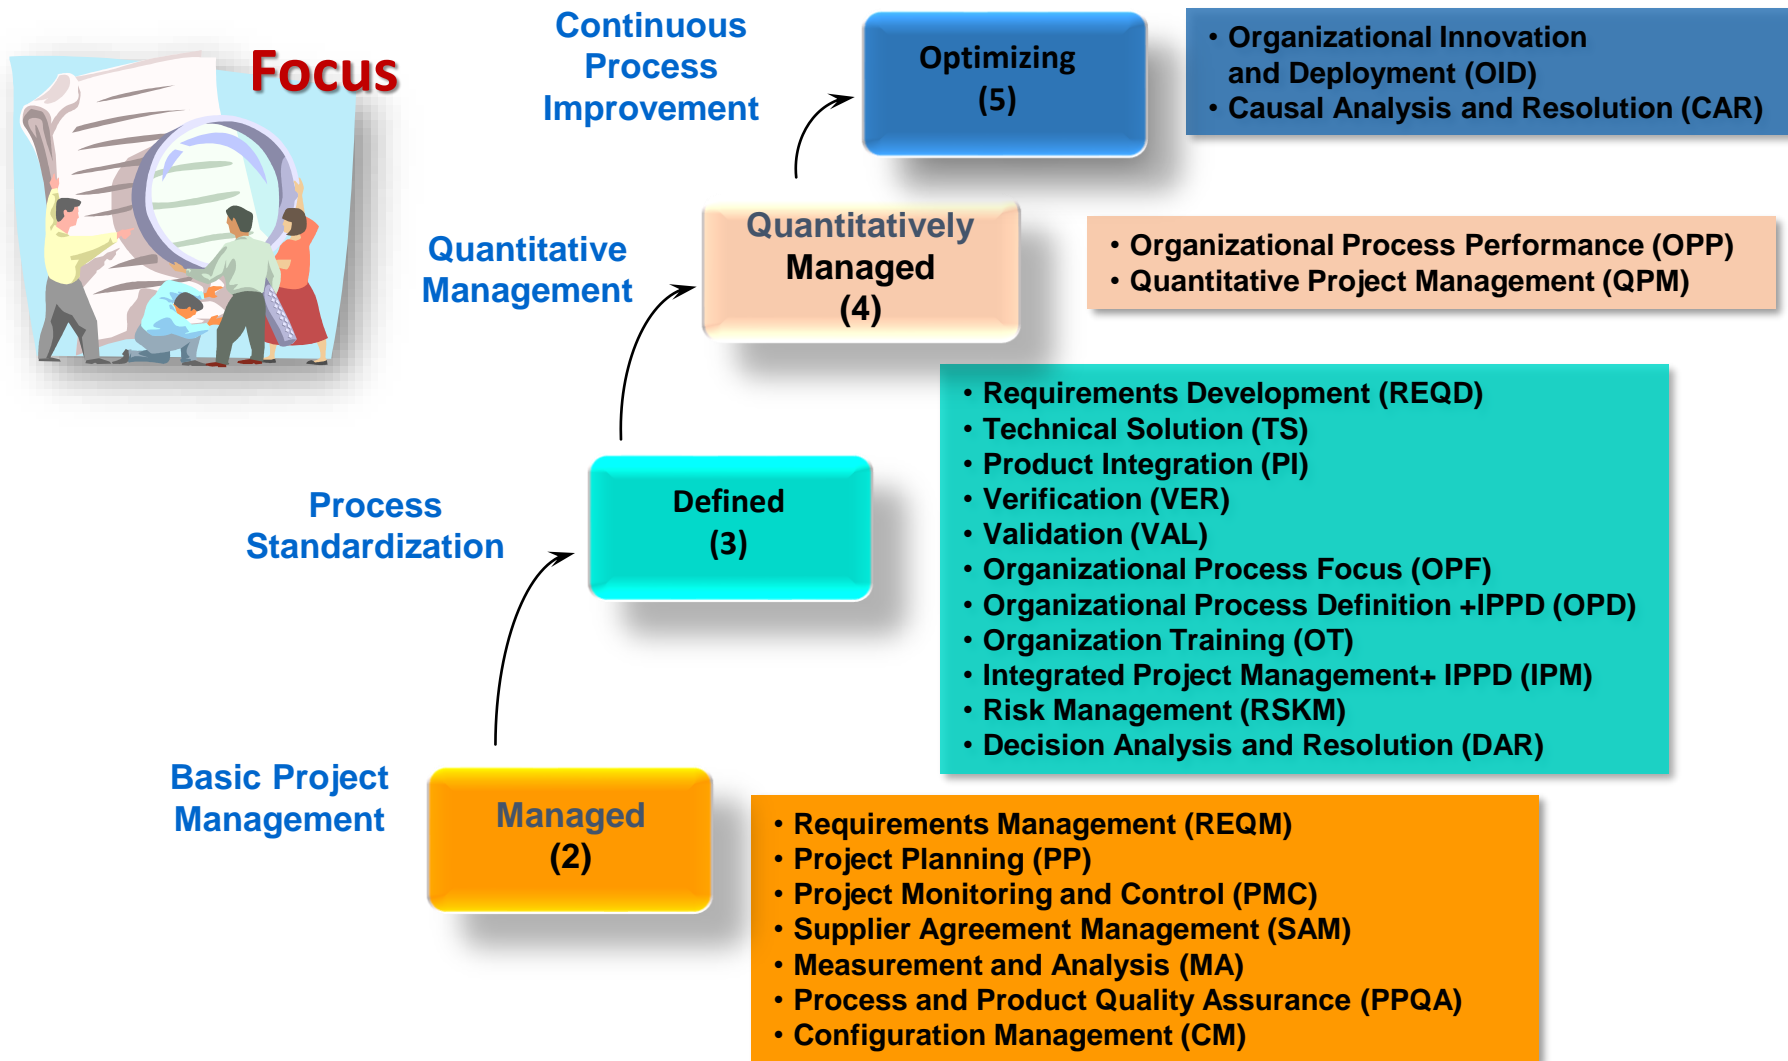 Focus
Continuous
Process
Improvement
Optimizing
(5)
• Organizational Innovation
and Deployment (OID)
• Causal Analysis and Resolution (CAR)
Quantitative
Management
Quantitatively
Managed
(4)
• Organizational Process Performance (OPP)
• Quantitative Project Management (QPM)
Process
Standardization
Defined
(3)
• Requirements Development (REQD)
• Technical Solution (TS)
• Product Integration (PI)
• Verification (VER)
• Validation (VAL)
• Organizational Process Focus (OPF)
• Organizational Process Definition +IPPD (OPD)
• Organization Training (OT)
• Integrated Project Management+ IPPD (IPM)
• Risk Management (RSKM)
• Decision Analysis and Resolution (DAR)
Basic Project
Management
Managed
(2)
• Requirements Management (REQM)
• Project Planning (PP)
• Project Monitoring and Control (PMC)
• Supplier Agreement Management (SAM)
• Measurement and Analysis (MA)
• Process and Product Quality Assurance (PPQA)
• Configuration Management (CM)